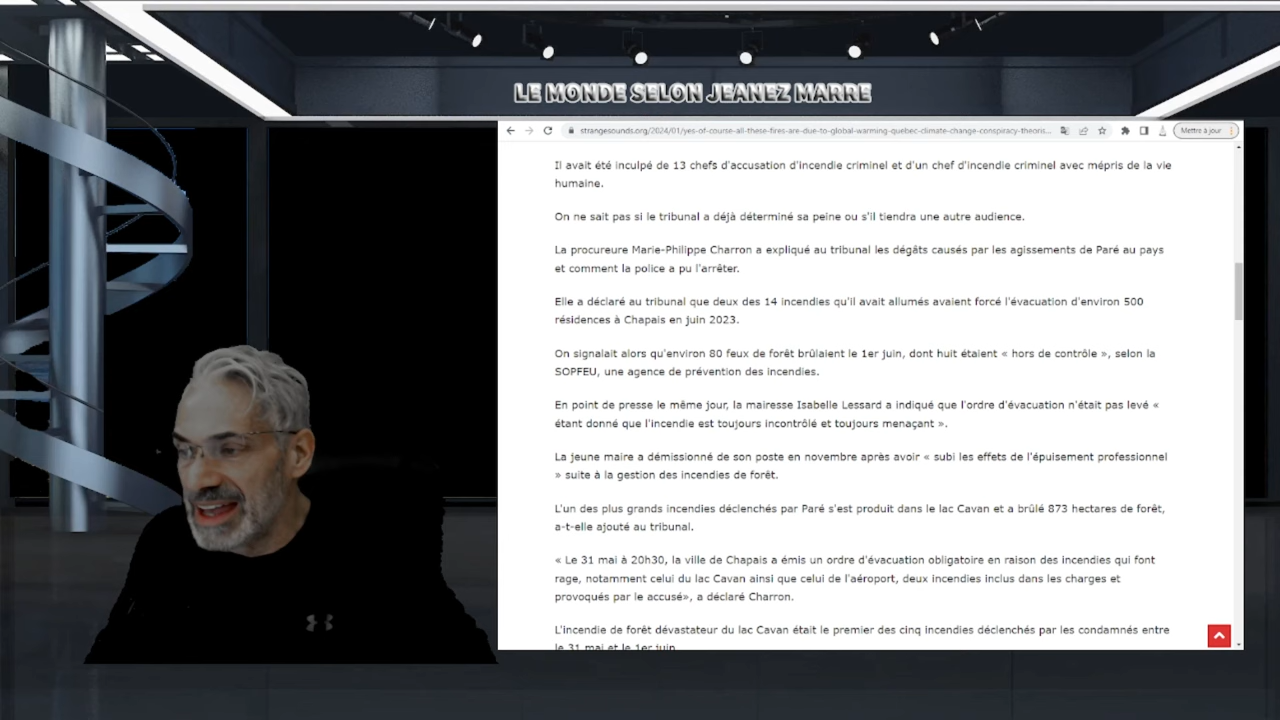 LE MONDE SELON JEANEZ MARRE
strangesounds.org/2024/01/yes-of-course-all-these-fires-are-due-to-global-warming-quebec-climate-change-conspiracy-theoris...
Mettre à jour
Il avait été inculpé de 13 chefs d'accusation d'incendie criminel et d'un chef d'incendie criminel avec mépris de la vie
humaine.
On ne sait pas si le tribunal a déjà déterminé sa peine ou s'il tiendra une autre audience.
La procureure Marie-Philippe Charron a expliqué au tribunal les dégâts causés par les agissements de Paré au pays
et comment la police a pu l'arrêter.
Elle a déclaré au tribunal que deux des 14 incendies qu'il avait allumés avaient forcé l'évacuation d'environ 500
résidences à Chapais en juin 2023.
On signalait alors qu'environ 80 feux de forêt brûlaient le 1er juin, dont huit étaient « hors de contrôle », selon la
SOPFEU, une agence de prévention des incendies.
En point de presse le même jour, la mairesse Isabelle Lessard a indiqué que l'ordre d'évacuation n'était pas levé «
étant donné que l'incendie est toujours incontrôlé et toujours menaçant ».
La jeune maire a démissionné de son poste en novembre après avoir « subi les effets de l'épuisement professionnel
» suite à la gestion des incendies de forêt.
L'un des plus grands incendies déclenchés par Paré s'est produit dans le lac Cavan et a brûlé 873 hectares de forêt,
a-t-elle ajouté au tribunal.
« Le 31 mai à 20h30, la ville de Chapais a émis un ordre d'évacuation obligatoire en raison des incendies qui font
rage, notamment celui du lac Cavan ainsi que celui de l'aéroport, deux incendies inclus dans les charges et
provoqués par le accusé», a déclaré Charron.
L'incendie de forêt dévastateur du lac Cavan était le premier des cinq incendies déclenchés par les condamnés entre
le 31 mai et le 1er juin.